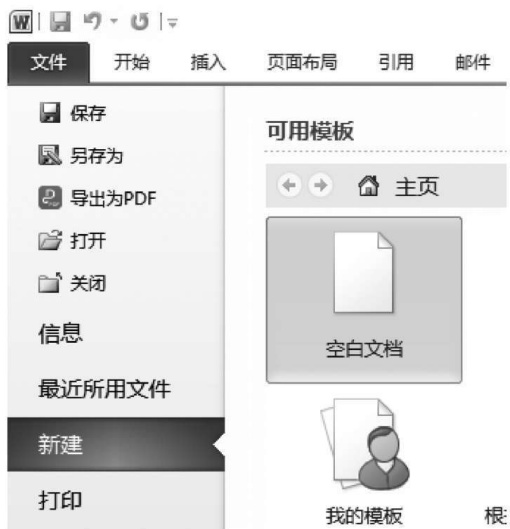 W
文件 开始 插入 页面布局 引用 邮件
保存
另存为
导出为PDF
打开
关闭
信息
最近所用文件
新建
打印
可用模板
主页
空白文档
我的模板
根